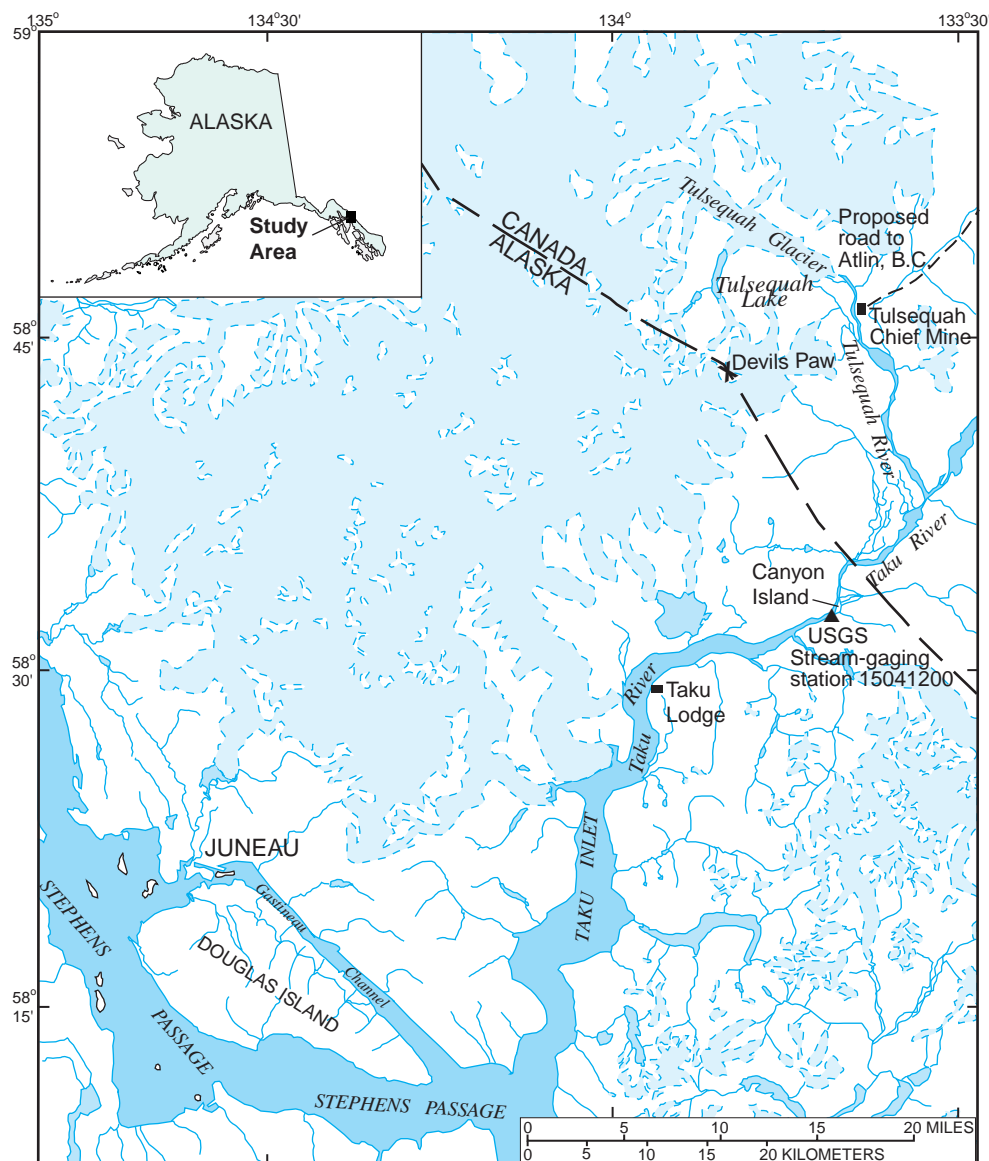 135°
134°30'
134°
133°30
59°
ALASKA
Study
Area
CANADA
ALASKA
Tulsequah Glacier
Proposed
road to
Atlin, B.C.
Tulsequah
Lake
Tulsequah
Chief Mine
58°
45'
Devils Paw
Tulsequah River
Taku River
Canyon
Island
USGS
Stream-gaging
station 15041200
58°
30'
Taku River
Taku
Lodge
JUNEAU
TAKU INLET
Gastineau Channel
STEPHENS PASSAGE
DOUGLAS ISLAND
58°
15'
STEPHENS PASSAGE
0 5 10 15 20 MILES
0 5 10 15 20 KILOMETERS